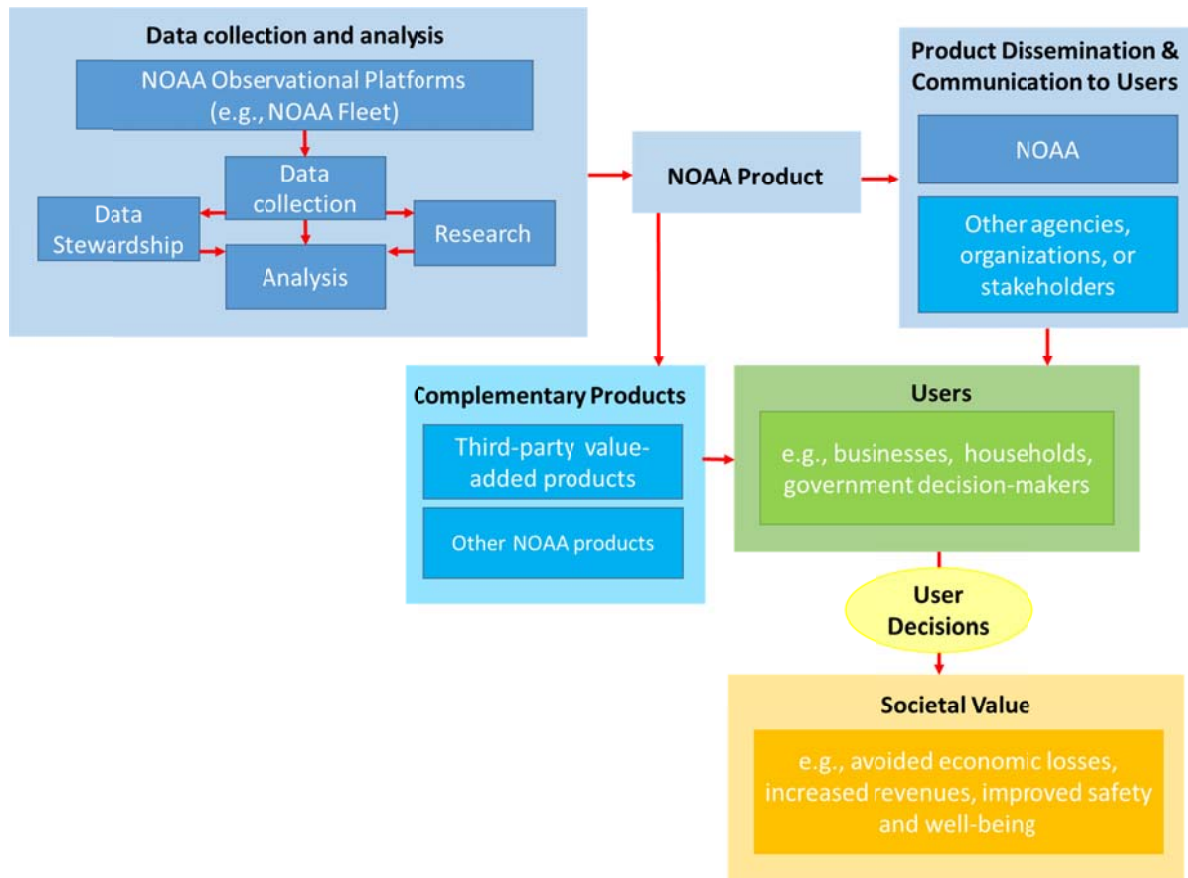 Data collection and analysis
NOAA Observational Platforms
(e.g., NOAA Fleet)
Data
collection
Data
Stewardship
Research
Analysis
NOAA Product
Product Dissemination &
Communication to Users
NOAA
Other agencies,
organizations, or
stakeholders
Complementary Products
Third-party value-
added products
Other NOAA products
Users
e.g., businesses, households,
government decision-makers
User
Decisions
Societal Value
e.g., avoided economic losses,
increased revenues, improved safety
and well-being